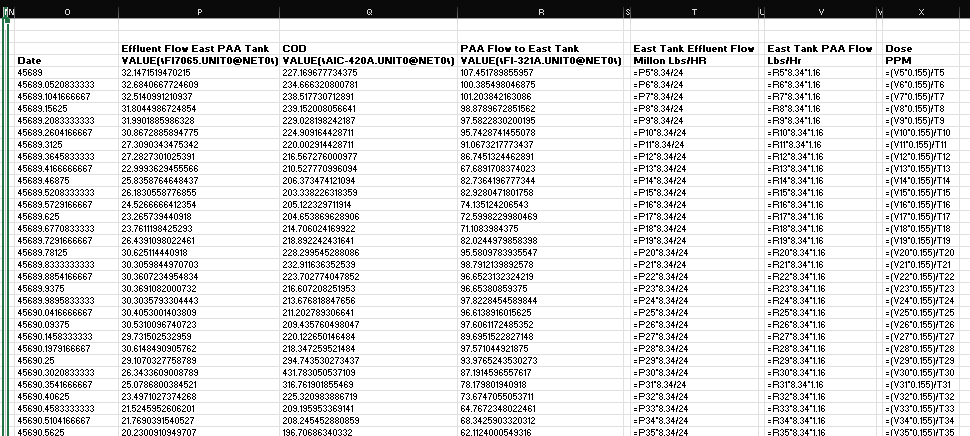 N O P Q R S T U V W X
Effluent Flow East PAA Tank COD PAA Flow to East Tank East Tank Effluent Flow East Tank PAA Flow Dose
Date VALUE(\FI7065.UNIT0@NET0\) VALUE(\AIC-420A.UNIT0@NET0\) VALUE(\FI-321A.UNIT0@NET0\) Millon Lbs/HR Lbs/Hr PPM
45689 32.1471519470215 227.169677734375 107.451789855957 =P5*8.34/24 =R5*8.34*1.16 =(V5*0.155)/T5
45689.0520833333 32.6840667724609 234.666320800781 100.385498046875 =P6*8.34/24 =R6*8.34*1.16 =(V6*0.155)/T6
45689.1041666667 32.5140991210937 238.517730712891 101.203842163086 =P7*8.34/24 =R7*8.34*1.16 =(V7*0.155)/T7
45689.15625 31.8044986724854 239.152008056641 98.8789672851562 =P8*8.34/24 =R8*8.34*1.16 =(V8*0.155)/T8
45689.2083333333 31.9901885986328 229.028198242187 97.5822830200195 =P9*8.34/24 =R9*8.34*1.16 =(V9*0.155)/T9
45689.2604166667 30.8672885894775 224.909164428711 95.7428741455078 =P10*8.34/24 =R10*8.34*1.16 =(V10*0.155)/T10
45689.3125 27.3090343475342 220.002914428711 91.0673217773437 =P11*8.34/24 =R11*8.34*1.16 =(V11*0.155)/T11
45689.3645833333 27.2827301025391 216.567276000977 86.7451324462891 =P12*8.34/24 =R12*8.34*1.16 =(V12*0.155)/T12
45689.4166666667 22.9993629455566 210.527770996094 67.6891708374023 =P13*8.34/24 =R13*8.34*1.16 =(V13*0.155)/T13
45689.46875 25.8358764648437 206.373474121094 82.7364196777344 =P14*8.34/24 =R14*8.34*1.16 =(V14*0.155)/T14
45689.5208333333 26.1830558776855 203.338226318359 82.9280471801758 =P15*8.34/24 =R15*8.34*1.16 =(V15*0.155)/T15
45689.5729166667 24.5266666412354 205.122329711914 74.135124206543 =P16*8.34/24 =R16*8.34*1.16 =(V16*0.155)/T16
45689.625 23.265739440918 204.653869628906 72.5998229980469 =P17*8.34/24 =R17*8.34*1.16 =(V17*0.155)/T17
45689.6770833333 23.7611198425293 214.706024169922 71.1083984375 =P18*8.34/24 =R18*8.34*1.16 =(V18*0.155)/T18
45689.7291666667 26.4391098022461 218.892242431641 82.0244979858398 =P19*8.34/24 =R19*8.34*1.16 =(V19*0.155)/T19
45689.78125 30.625114440918 228.299545288086 95.5809783935547 =P20*8.34/24 =R20*8.34*1.16 =(V20*0.155)/T20
45689.8333333333 30.3059844970703 232.911636352539 98.7912139892578 =P21*8.34/24 =R21*8.34*1.16 =(V21*0.155)/T21
45689.8854166667 30.3607234954834 223.702774047852 96.6523132324219 =P22*8.34/24 =R22*8.34*1.16 =(V22*0.155)/T22
45689.9375 30.3691082000732 216.607208251953 96.65380859375 =P23*8.34/24 =R23*8.34*1.16 =(V23*0.155)/T23
45689.9895833333 30.3035793304443 213.676818847656 97.8228454589844 =P24*8.34/24 =R24*8.34*1.16 =(V24*0.155)/T24
45690.0416666667 30.4053001403809 211.202789306641 96.6138916015625 =P25*8.34/24 =R25*8.34*1.16 =(V25*0.155)/T25
45690.09375 30.5310096740723 209.435760498047 97.6061172485352 =P26*8.34/24 =R26*8.34*1.16 =(V26*0.155)/T26
45690.1458333333 29.731502532959 220.122650146484 89.6951522827148 =P27*8.34/24 =R27*8.34*1.16 =(V27*0.155)/T27
45690.1979166667 30.6148490905762 218.347259521484 97.571044921875 =P28*8.34/24 =R28*8.34*1.16 =(V28*0.155)/T28
45690.25 29.1070327758789 294.743530273437 93.9765243530273 =P29*8.34/24 =R29*8.34*1.16 =(V29*0.155)/T29
45690.3020833333 26.3433609008789 431.783050537109 87.1914596557617 =P30*8.34/24 =R30*8.34*1.16 =(V30*0.155)/T30
45690.3541666667 25.0786800384521 316.761901855469 78.179801940918 =P31*8.34/24 =R31*8.34*1.16 =(V31*0.155)/T31
45690.40625 23.4971027374268 225.320983886719 73.6747055053711 =P32*8.34/24 =R32*8.34*1.16 =(V32*0.155)/T32
45690.4583333333 21.5245952606201 209.195953369141 64.7672348022461 =P33*8.34/24 =R33*8.34*1.16 =(V33*0.155)/T33
45690.5104166667 21.7690391540527 208.245452880859 68.3425903320312 =P34*8.34/24 =R34*8.34*1.16 =(V34*0.155)/T34
45690.5625 20.2300910949707 196.70686340332 62.1124000549316 =P35*8.34/24 =R35*8.34*1.16 =(V35*0.155)/T35